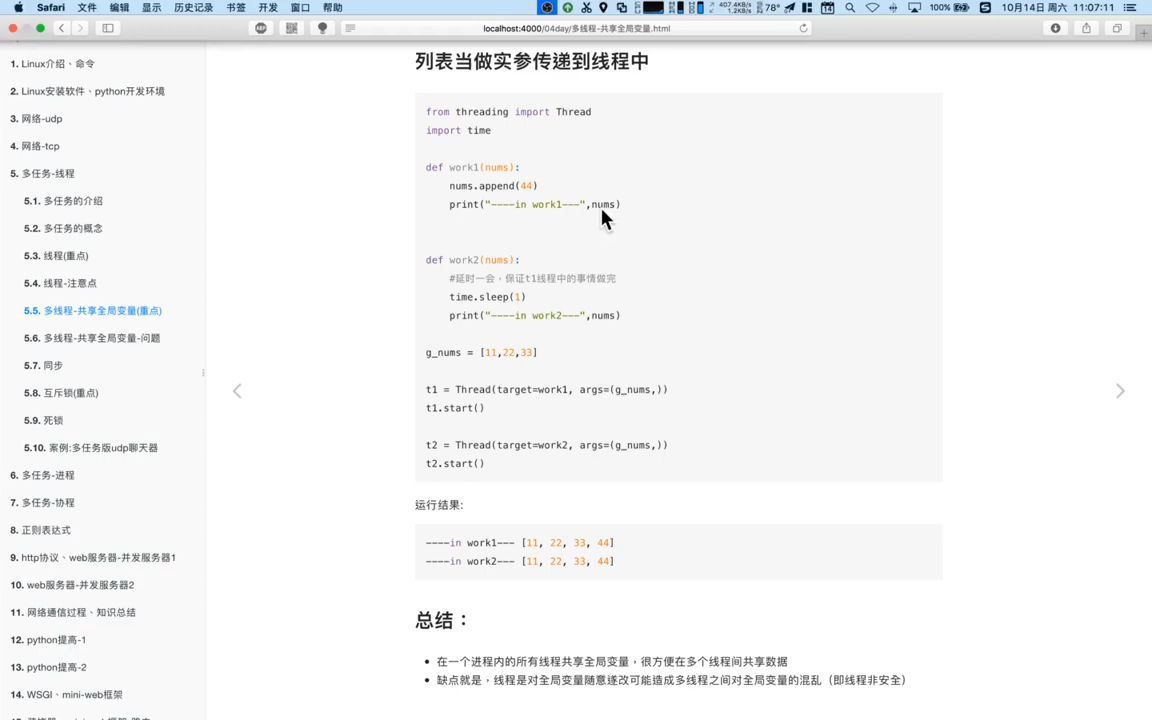 Safari 文件 编辑 显示 历史记录 书签 开发 窗口 帮助
407.4KB/s
1.2KB/s
78° 14 100% 10月14日 周六 11:07:11
localhost:4000/04day/多线程-共享全局变量.html
1. Linux介绍、命令
2. Linux安装软件、python开发环境
3. 网络-udp
4. 网络-tcp
5. 多任务-线程
5.1. 多任务的介绍
5.2. 多任务的概念
5.3. 线程(重点)
5.4. 线程-注意点
5.5. 多线程-共享全局变量(重点)
5.6. 多线程-共享全局变量-问题
5.7. 同步
5.8. 互斥锁(重点)
5.9. 死锁
5.10. 案例:多任务版udp聊天器
6. 多任务-进程
7. 多任务-协程
8. 正则表达式
9. http协议、web服务器-并发服务器1
10. web服务器-并发服务器2
11. 网络通信过程、知识总结
12. python提高-1
13. python提高-2
14. WSGI、mini-web框架
列表当做实参传递到线程中
from threading import Thread
import time
def work1(nums):
nums.append(44)
print("----in work1---",nums)
def work2(nums):
#延时一会，保证t1线程中的事情做完
time.sleep(1)
print("----in work2---",nums)
g_nums = [11,22,33]
t1 = Thread(target=work1, args=(g_nums,))
t1.start()
t2 = Thread(target=work2, args=(g_nums,))
t2.start()
运行结果:
----in work1--- [11, 22, 33, 44]
----in work2--- [11, 22, 33, 44]
总结：
在一个进程内的所有线程共享全局变量，很方便在多个线程间共享数据
缺点就是，线程是对全局变量随意遂改可能造成多线程之间对全局变量的混乱（即线程非安全）